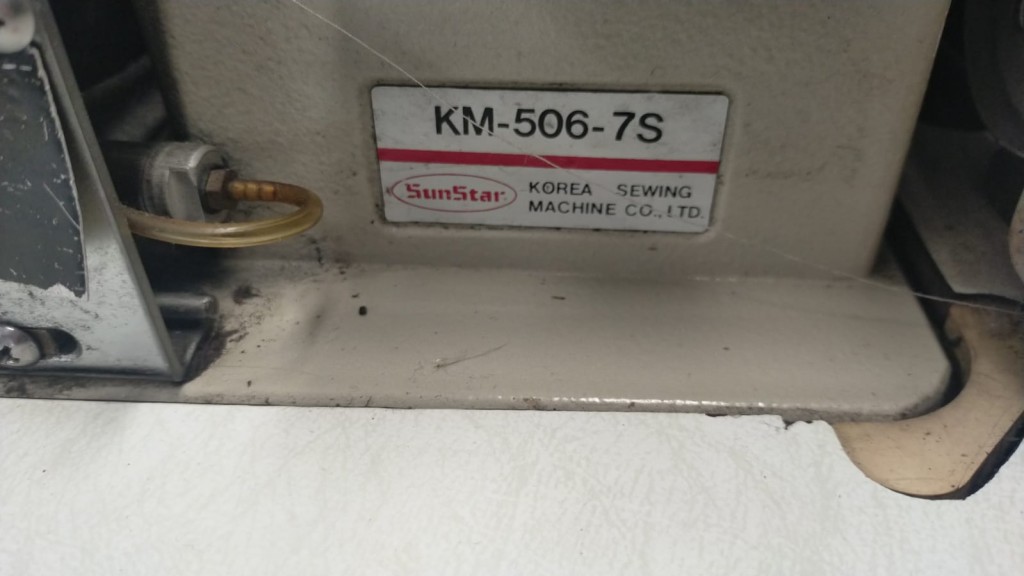 KM-506-7S
SunStar
KOREA SEWING
MACHINE CO., LTD.